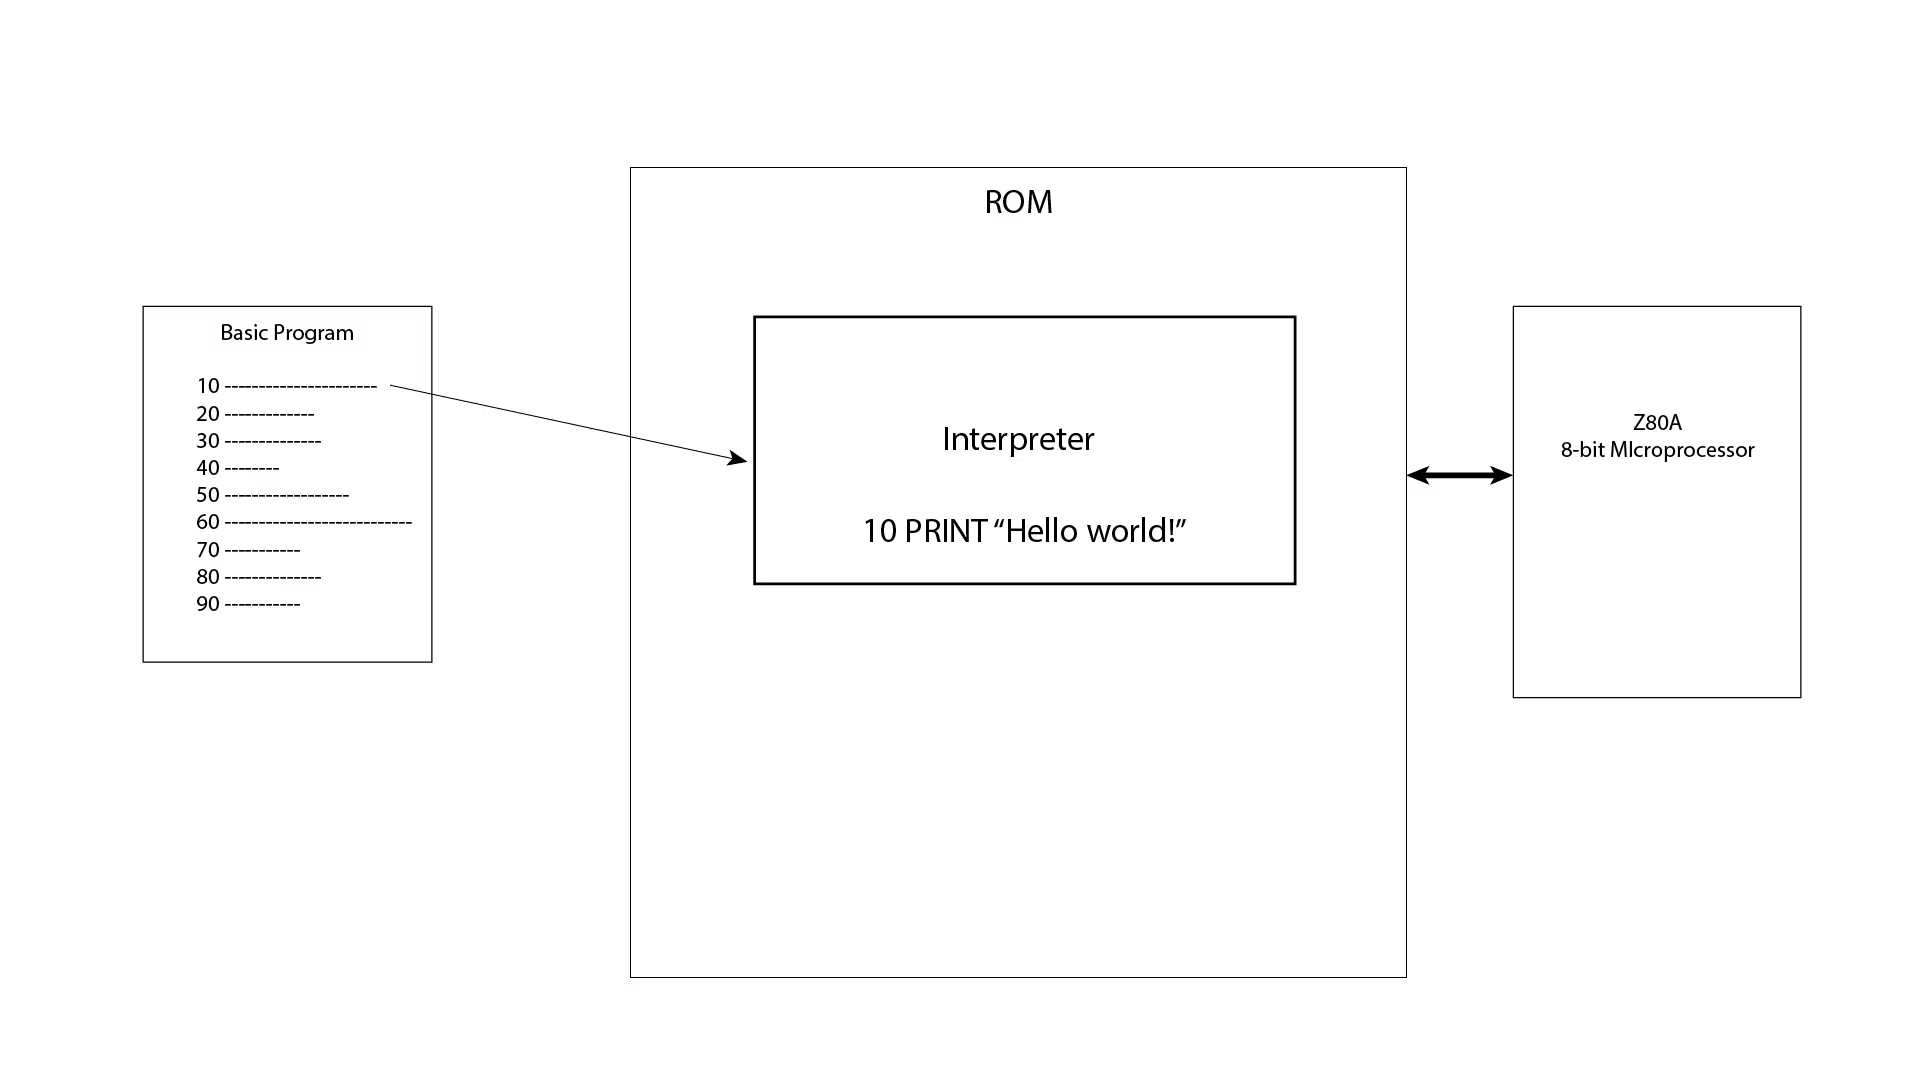 ROM
Basic Program
10 ----------------------
20 -------------
30 --------------
40 --------
50 ------------------
60 ---------------------------
70 -----------
80 --------------
90 -----------
Interpreter
10 PRINT “Hello world!”
Z80A
8-bit MIcroprocessor